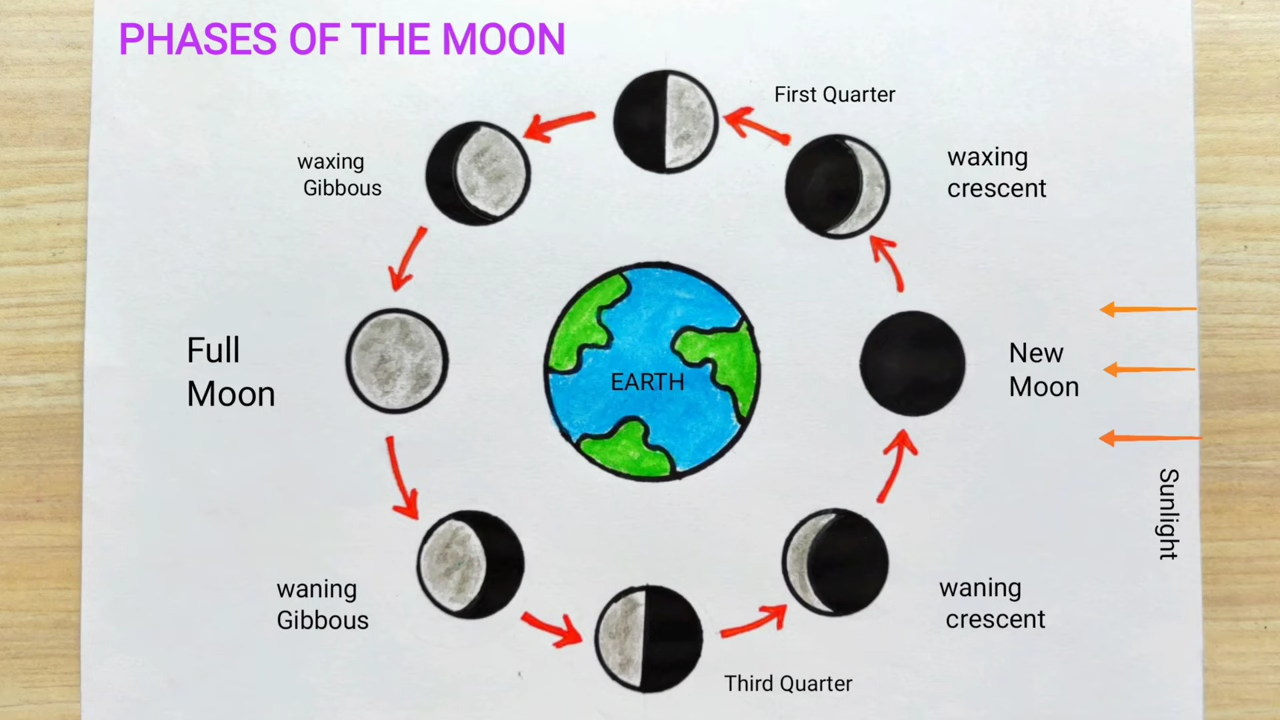 PHASES OF THE MOON
First Quarter
waxing
Gibbous
waxing
crescent
Full
Moon
EARTH
New
Moon
Sunlight
waning
Gibbous
waning
crescent
Third Quarter